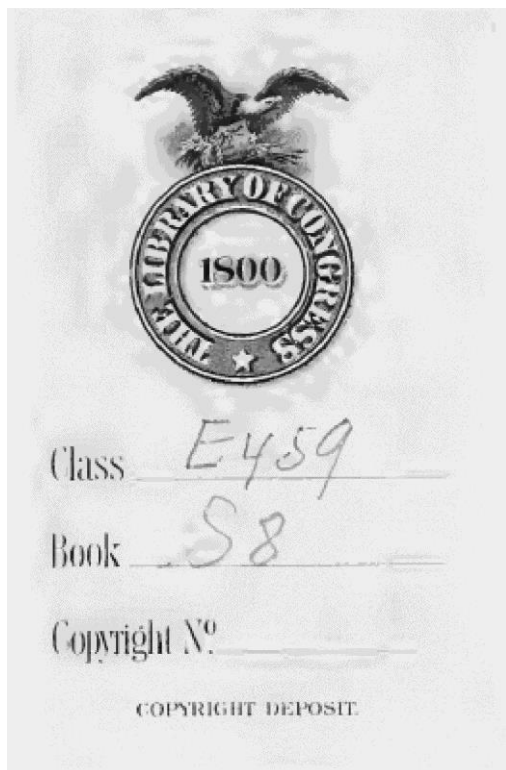 THE LIBRARY OF CONGRESS
1800
Class E459
Book .S8
Copyright No.
COPYRIGHT DEPOSIT.